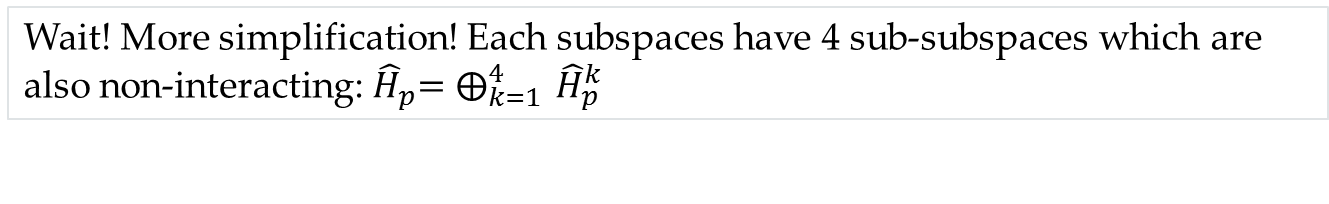 Wait! More simplification! Each subspaces have 4 sub-subspaces which are
also non-interacting: Ĥ_p= ⊕_{k=1}^{4} Ĥ_p^k